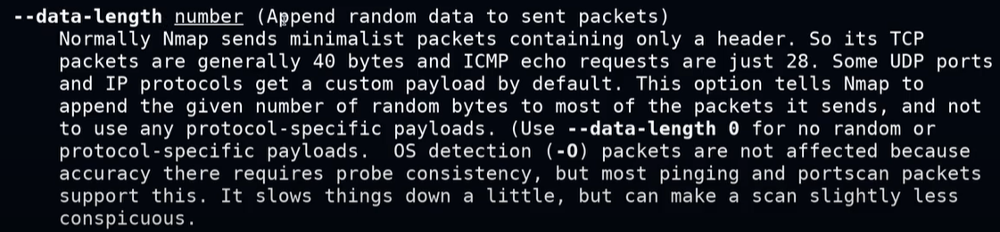 --data-length number (Append random data to sent packets)
Normally Nmap sends minimalist packets containing only a header. So its TCP
packets are generally 40 bytes and ICMP echo requests are just 28. Some UDP ports
and IP protocols get a custom payload by default. This option tells Nmap to
append the given number of random bytes to most of the packets it sends, and not
to use any protocol-specific payloads. (Use --data-length 0 for no random or
protocol-specific payloads.  OS detection (-O) packets are not affected because
accuracy there requires probe consistency, but most pinging and portscan packets
support this. It slows things down a little, but can make a scan slightly less
conspicuous.